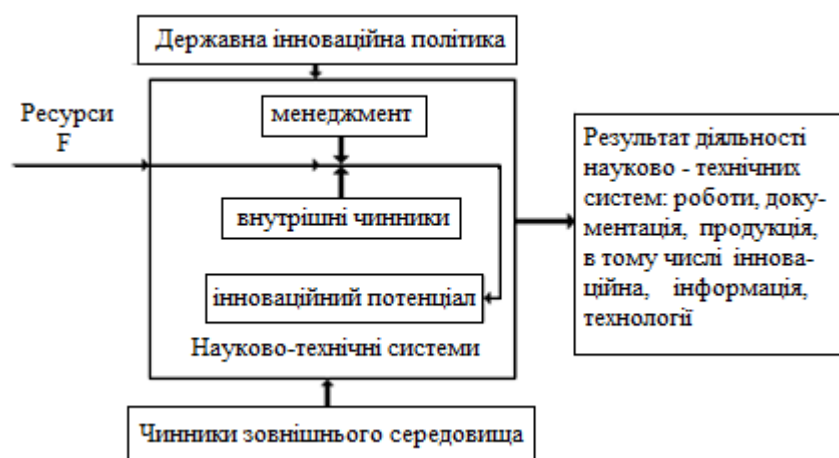 Державна інноваційна політика
Ресурси
F
менеджмент
внутрішні чинники
інноваційний потенціал
Науково-технічні системи
Чинники зовнішнього середовища
Результат діяльності
науково - технічних
систем: роботи, доку-
ментація, продукція,
в тому числі іннова-
ційна, інформація,
технології